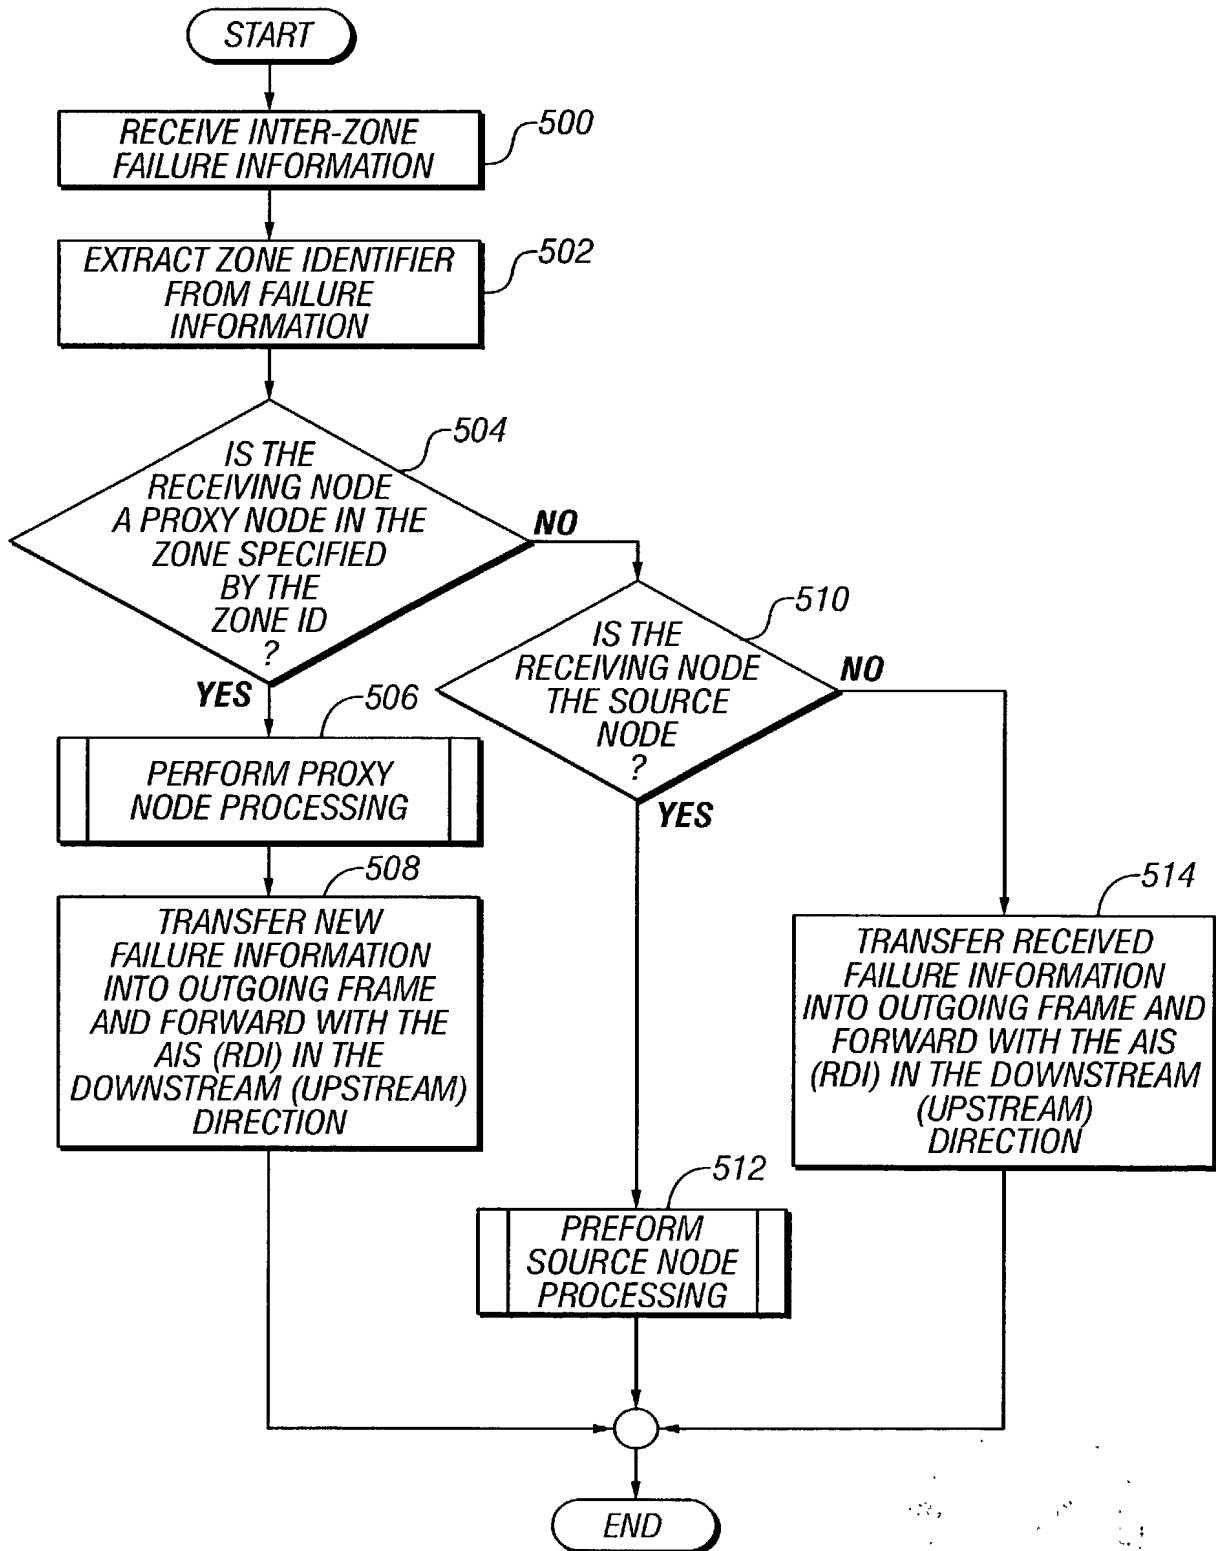 START
RECEIVE INTER-ZONE
FAILURE INFORMATION
500
EXTRACT ZONE IDENTIFIER
FROM FAILURE
INFORMATION
502
IS THE
RECEIVING NODE
A PROXY NODE IN THE
ZONE SPECIFIED
BY THE
ZONE ID
?
504
NO
YES
IS THE
RECEIVING NODE
THE SOURCE
NODE
?
510
NO
YES
506
PERFORM PROXY
NODE PROCESSING
508
TRANSFER NEW
FAILURE INFORMATION
INTO OUTGOING FRAME
AND FORWARD WITH THE
AIS (RDI) IN THE
DOWNSTREAM (UPSTREAM)
DIRECTION
514
TRANSFER RECEIVED
FAILURE INFORMATION
INTO OUTGOING FRAME AND
FORWARD WITH THE AIS
(RDI) IN THE DOWNSTREAM
(UPSTREAM)
DIRECTION
512
PREFORM
SOURCE NODE
PROCESSING
END